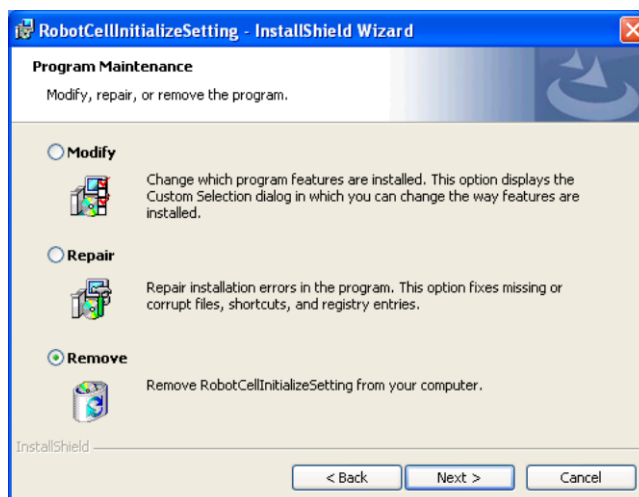 RobotCellInitializeSetting - InstallShield Wizard
Program Maintenance
Modify, repair, or remove the program.
Modify
Change which program features are installed. This option displays the
Custom Selection dialog in which you can change the way features are
installed.
Repair
Repair installation errors in the program. This option fixes missing or
corrupt files, shortcuts, and registry entries.
Remove
Remove RobotCellInitializeSetting from your computer.
InstallShield
< Back Next > Cancel